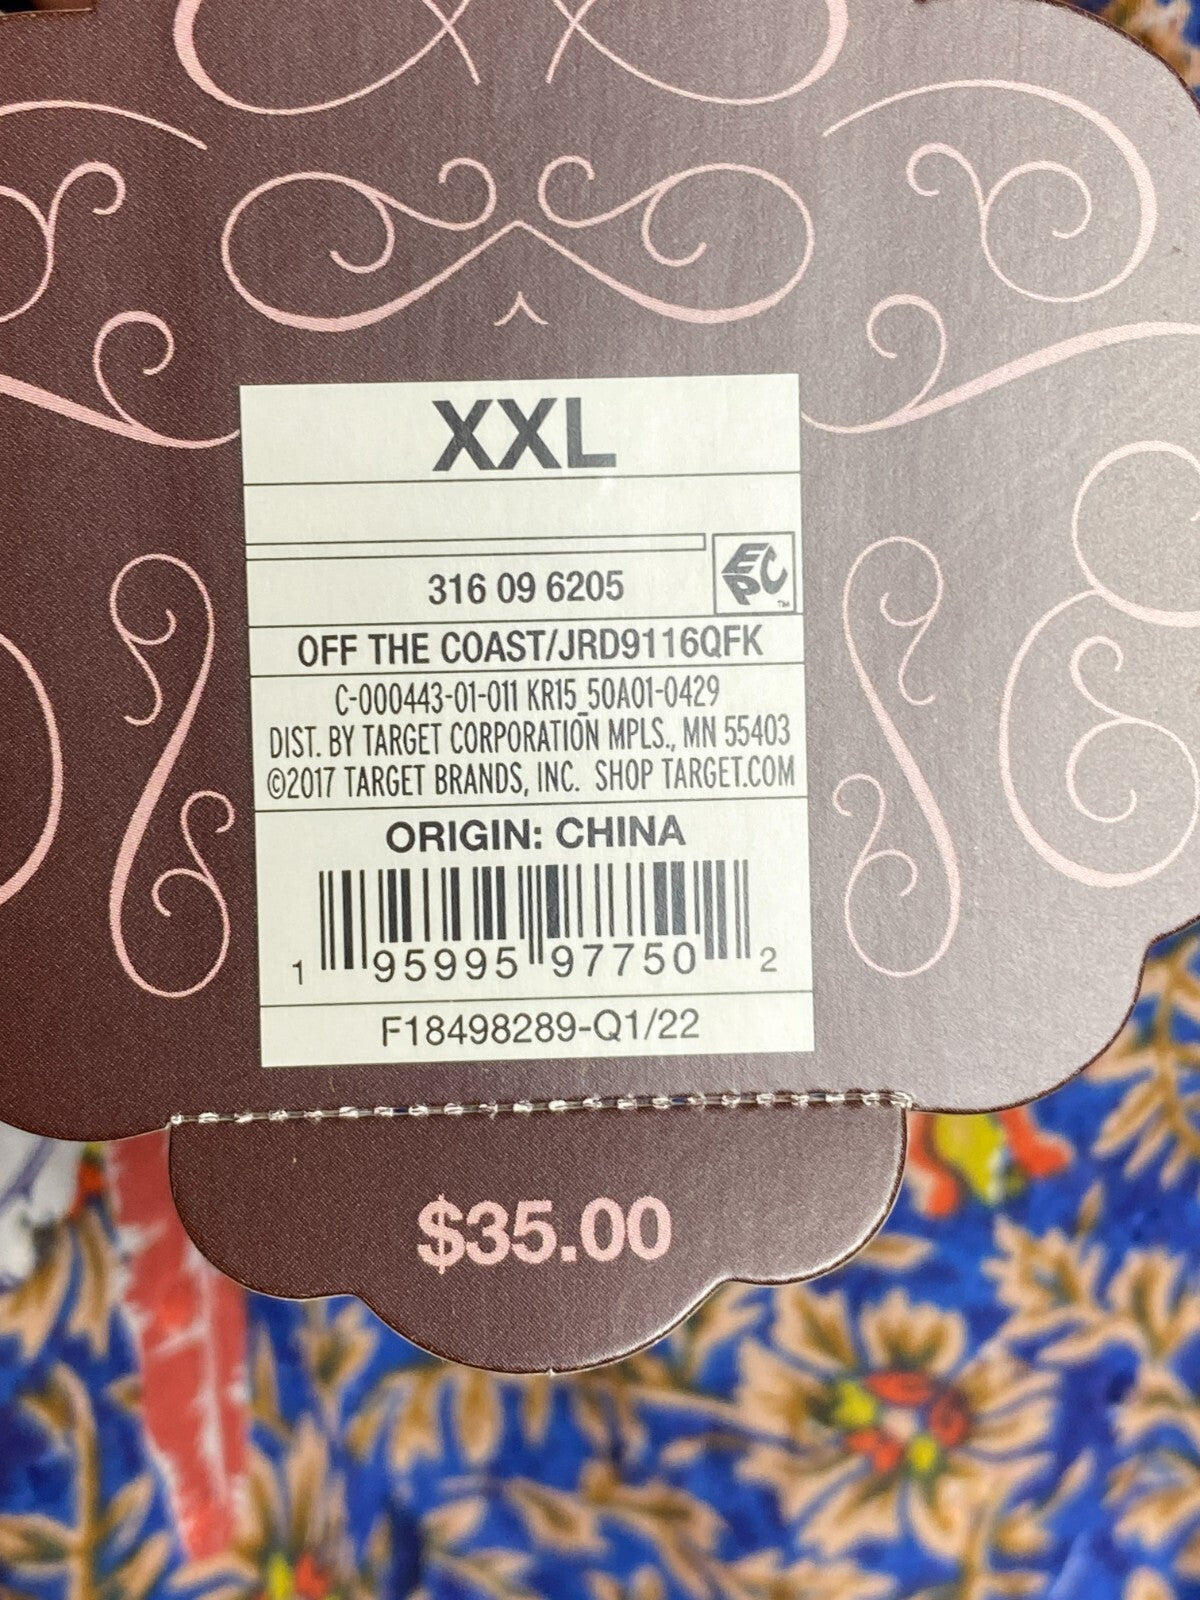 XXL
316 09 6205
EPC
™
OFF THE COAST/JRD9116QFK
C-000443-01-011 KR15_50A01-0429
DIST. BY TARGET CORPORATION MPLS., MN 55403
©2017 TARGET BRANDS, INC. SHOP TARGET.COM
ORIGIN: CHINA
1 95995 97750 2
F18498289-Q1/22
$35.00